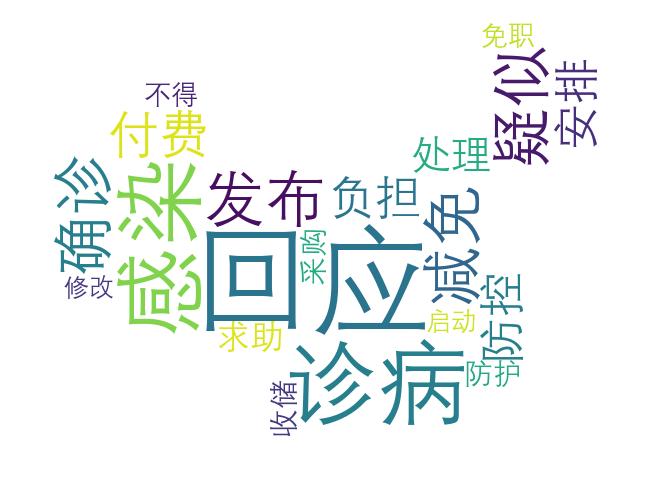 免职
疑似
安排
不得
付费
处理
确诊
感染
发布
负担
减免
回应
采购
修改
求助
启动
防控
诊病
防护
收储